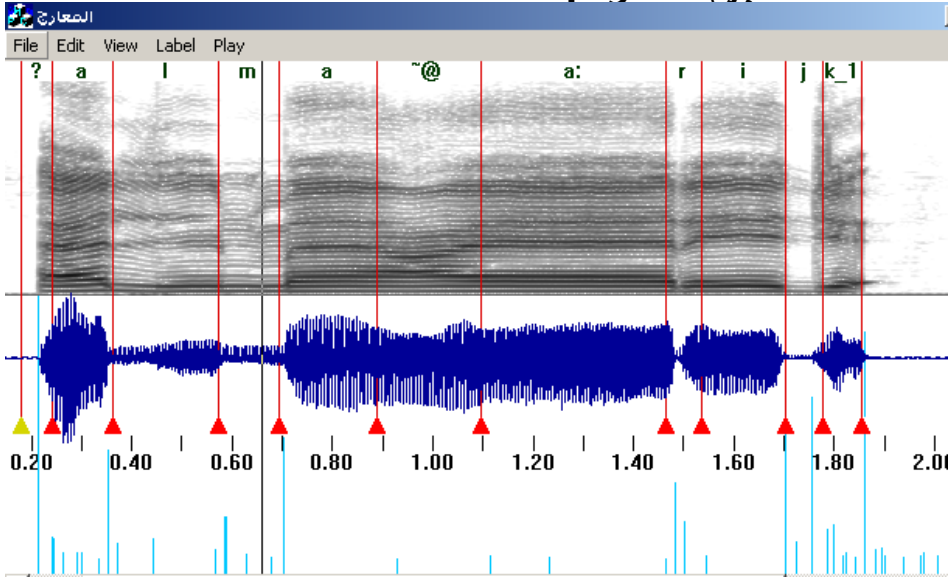 المعارج
File Edit View Label Play
? a l m a ~@ a: r i j k_1
0.20 0.40 0.60 0.80 1.00 1.20 1.40 1.60 1.80 2.0